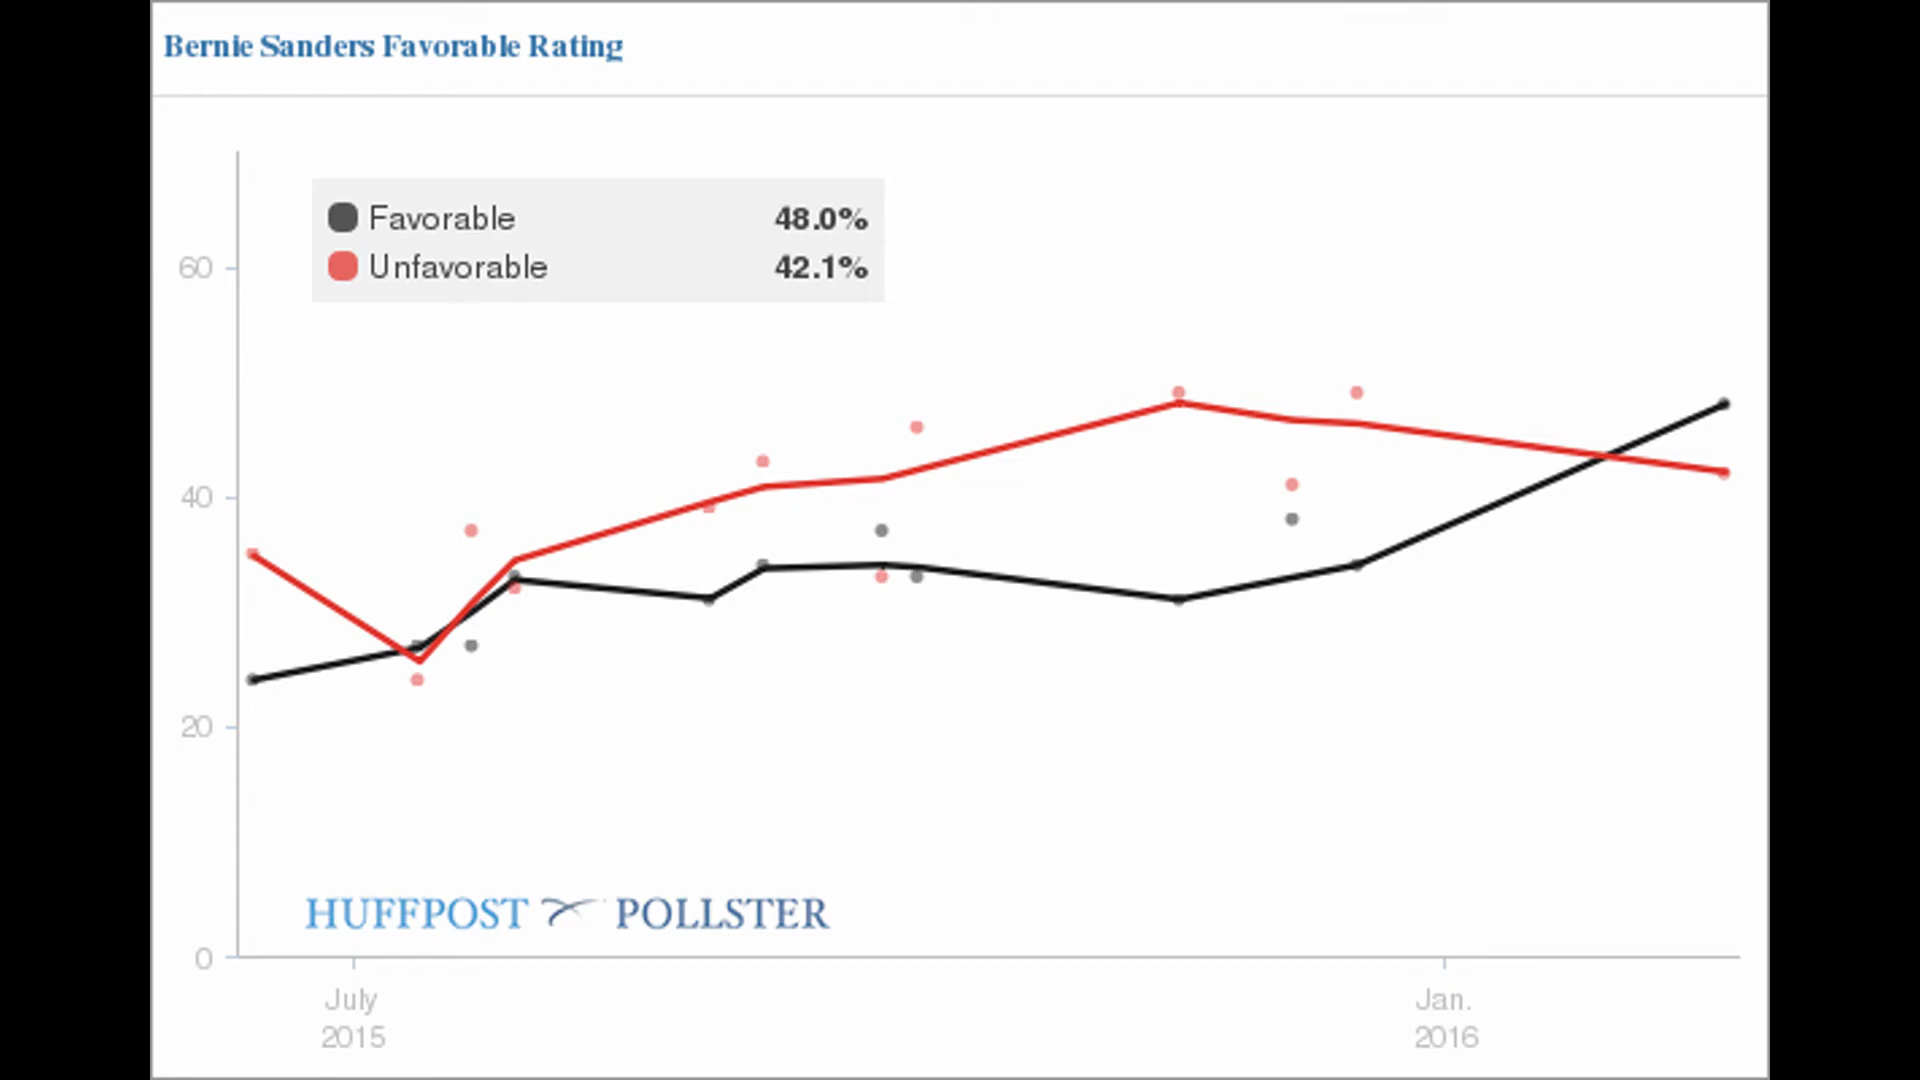 Bernie Sanders Favorable Rating
Favorable 48.0%
Unfavorable 42.1%
60
40
20
0
HUFFPOST POLLSTER
July
2015
Jan.
2016